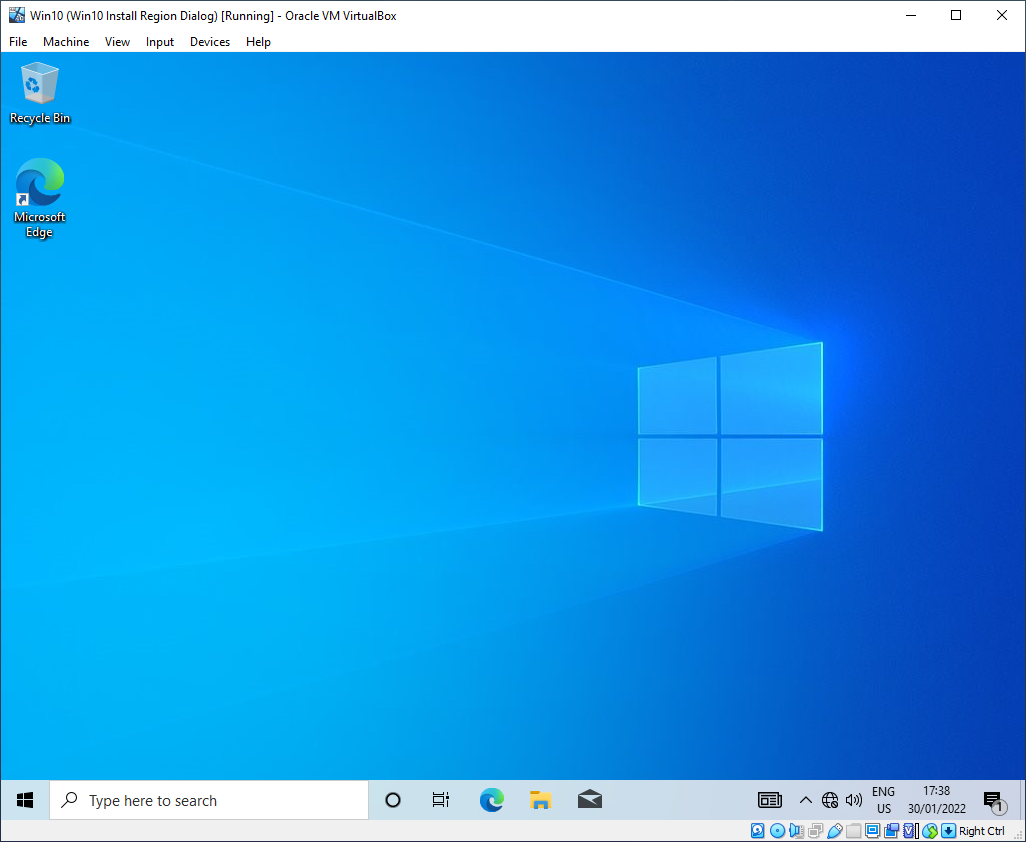 Win10 (Win10 Install Region Dialog) [Running] - Oracle VM VirtualBox
File Machine View Input Devices Help
Recycle Bin
Microsoft
Edge
Type here to search
ENG
US
17:38
30/01/2022
1
Right Ctrl